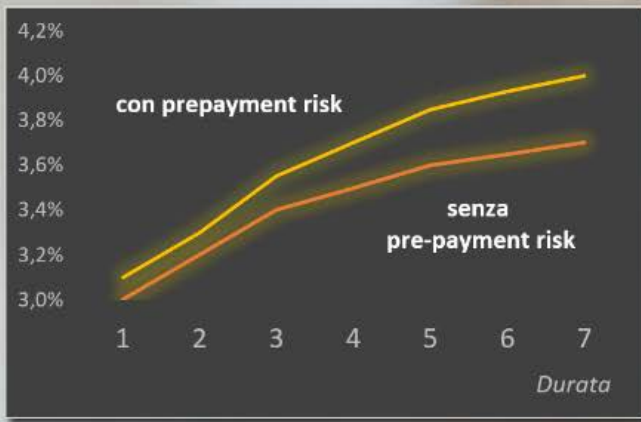 4,2%
4,0%
3,8%
3,6%
3,4%
3,2%
3,0%
con prepayment risk
senza
pre-payment risk
1 2 3 4 5 6 7
Durata